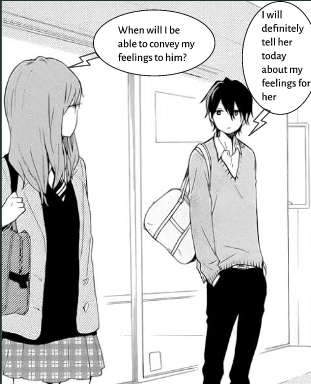 When will I be
able to convey my
feelings to him?
I will
definitely
tell her
today
about my
feelings for
her